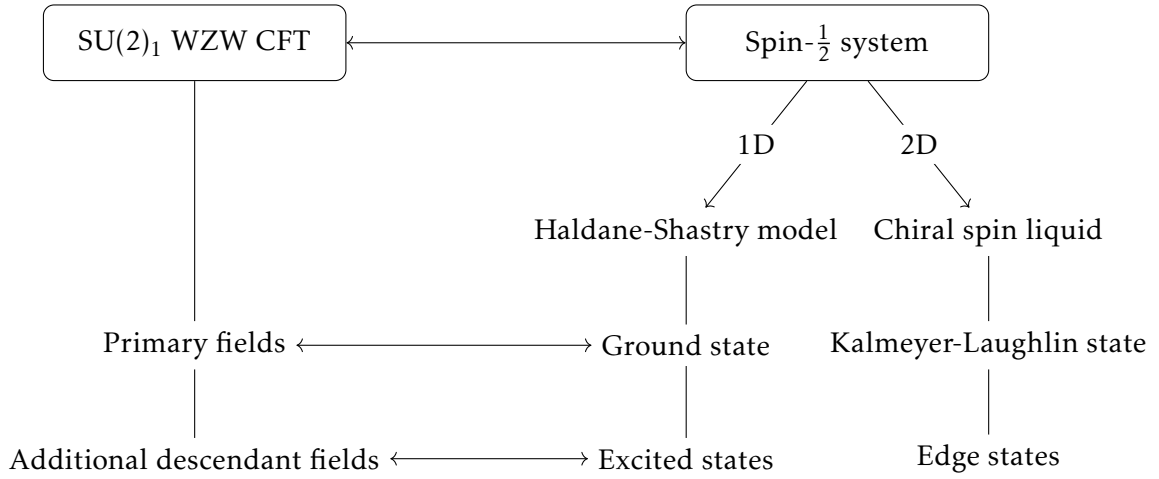 SU(2)₁ WZW CFT
Spin-½ system
1D
2D
Haldane-Shastry model
Chiral spin liquid
Primary fields
Ground state
Kalmeyer-Laughlin state
Additional descendant fields
Excited states
Edge states